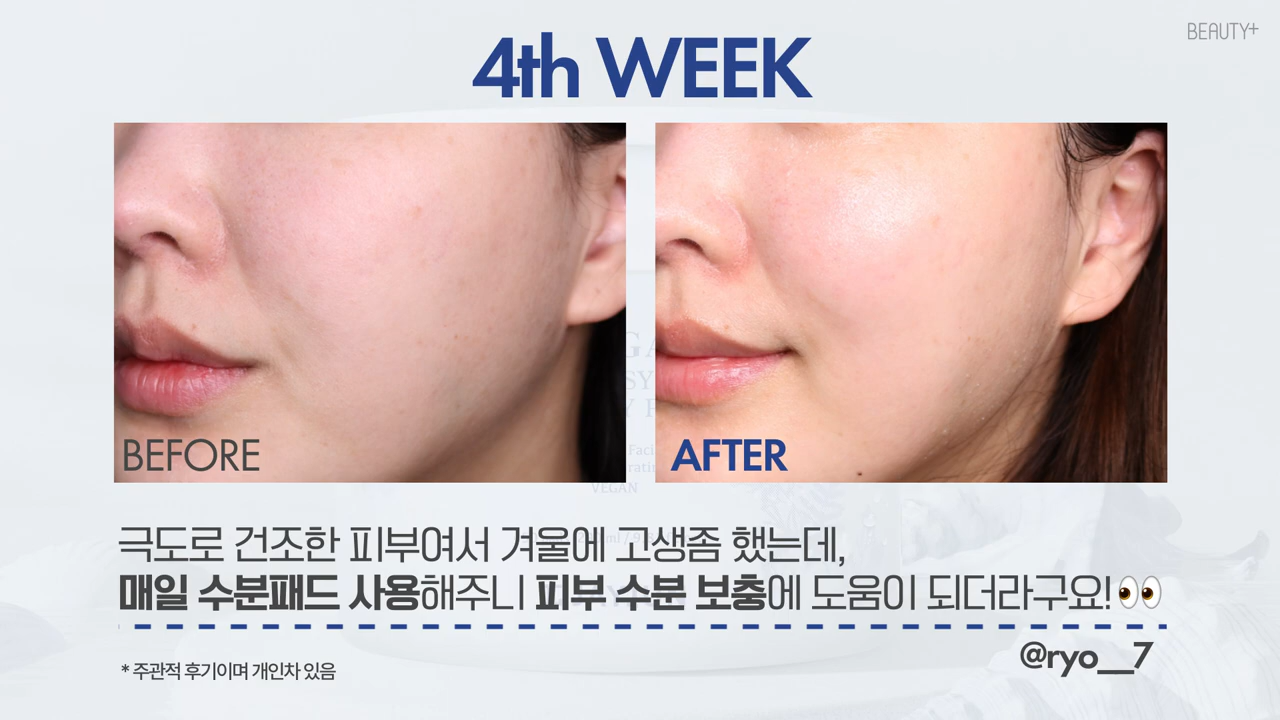 BEAUTY+
4th WEEK
BEFORE
AFTER
VEGAN
극도로 건조한 피부여서 겨울에 고생좀 했는데,
매일 수분패드 사용해주니 피부 수분 보충에 도움이 되더라구요!👀
@ryo__7
* 주관적 후기이며 개인차 있음